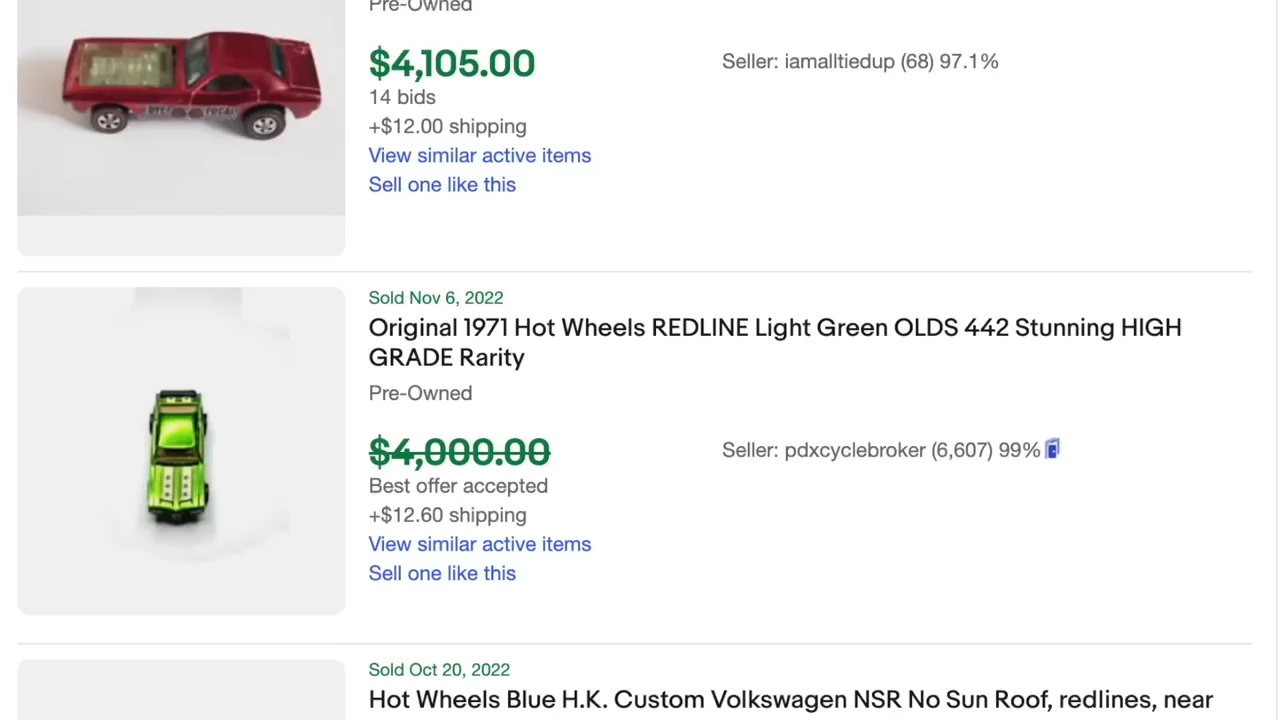 Pre-Owned
$4,105.00
Seller: iamalltiedup (68) 97.1%
14 bids
+$12.00 shipping
View similar active items
Sell one like this
Sold Nov 6, 2022
Original 1971 Hot Wheels REDLINE Light Green OLDS 442 Stunning HIGH
GRADE Rarity
Pre-Owned
$4,000.00
Seller: pdxcyclebroker (6,607) 99%
Best offer accepted
+$12.60 shipping
View similar active items
Sell one like this
Sold Oct 20, 2022
Hot Wheels Blue H.K. Custom Volkswagen NSR No Sun Roof, redlines, near